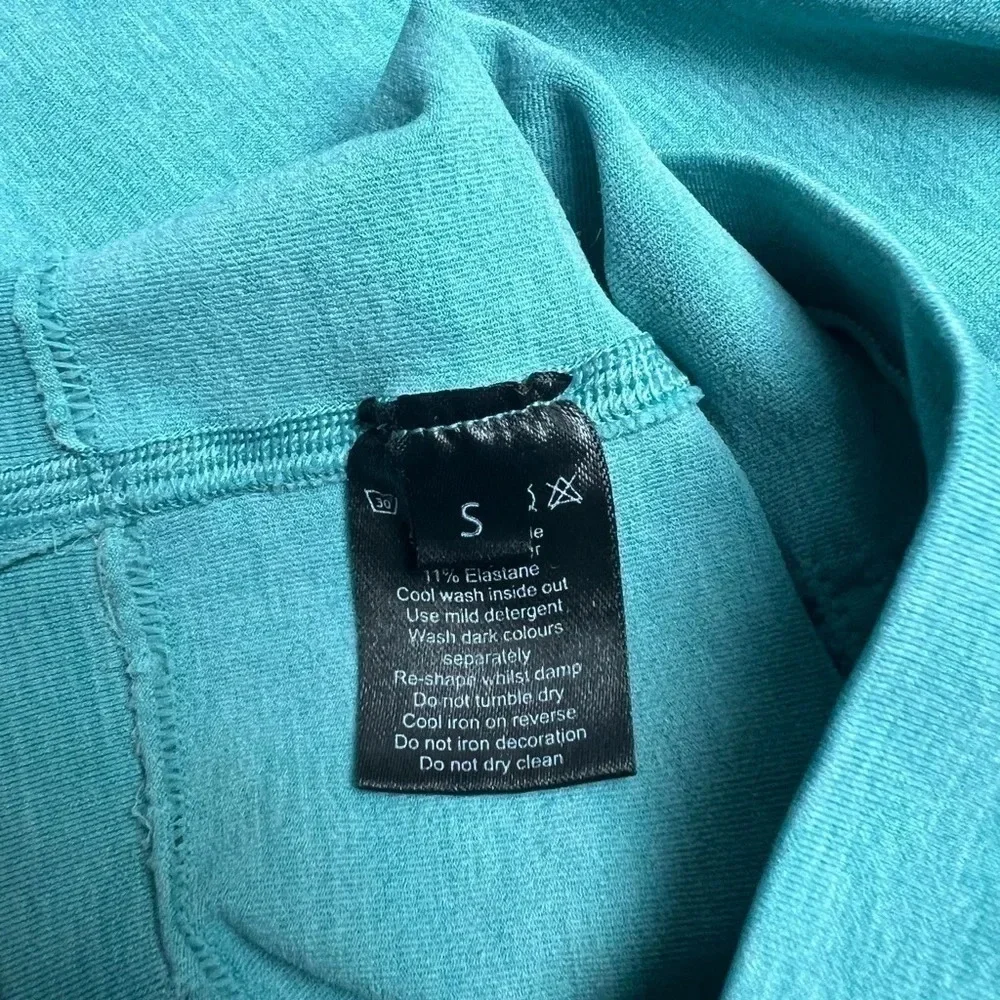 30
S
11% Elastane
Cool wash inside out
Use mild detergent
Wash dark colours
separately
Re-shape whilst damp
Do not tumble dry
Cool iron on reverse
Do not iron decoration
Do not dry clean